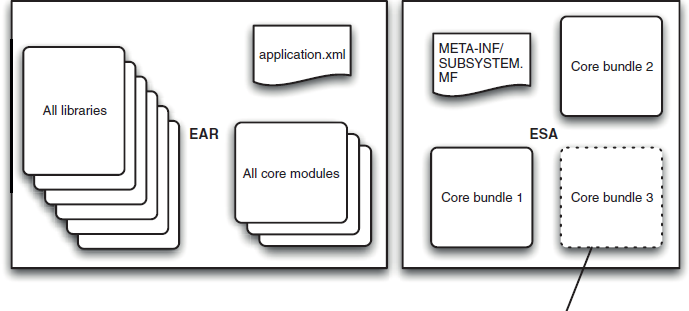 application.xml
All libraries
EAR
All core modules
META-INF/
SUBSYSTEM.
MF
Core bundle 2
ESA
Core bundle 1
Core bundle 3